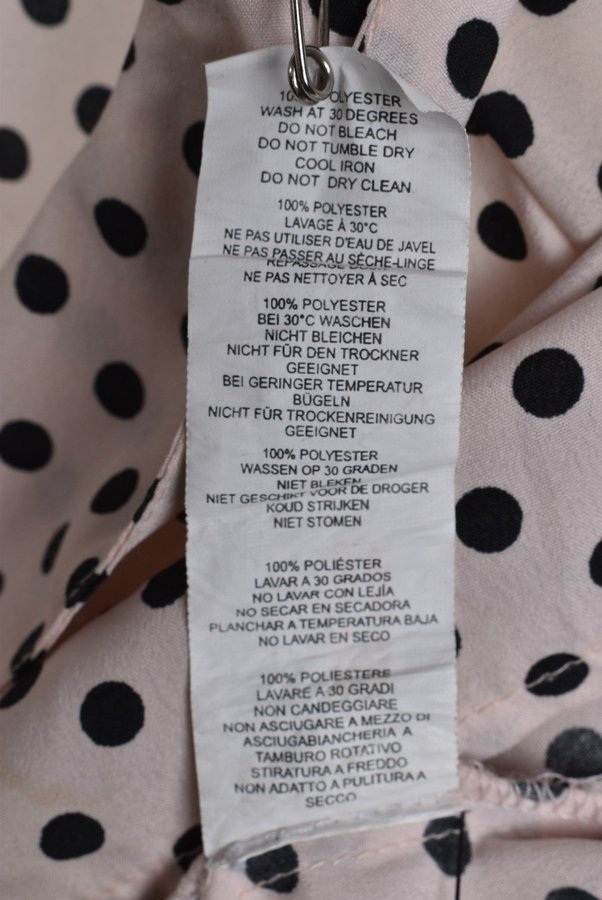 100% POLYESTER
WASH AT 30 DEGREES
DO NOT BLEACH
DO NOT TUMBLE DRY
COOL IRON
DO NOT DRY CLEAN
100% POLYESTER
LAVAGE À 30°C
NE PAS UTILISER D'EAU DE JAVEL
NE PAS PASSER AU SÈCHE-LINGE
REPASSAGE
NE PAS NETTOYER À SEC
100% POLYESTER
BEI 30°C WASCHEN
NICHT BLEICHEN
NICHT FÜR DEN TROCKNER
GEEIGNET
BEI GERINGER TEMPERATUR
BÜGELN
NICHT FÜR TROCKENREINIGUNG
GEEIGNET
100% POLYESTER
WASSEN OP 30 GRADEN
NIET BLEKEN
NIET GESCHIKT VOOR DE DROGER
KOUD STRIJKEN
NIET STOMEN
100% POLIÉSTER
LAVAR A 30 GRADOS
NO LAVAR CON LEJÍA
NO SECAR EN SECADORA
PLANCHAR A TEMPERATURA BAJA
NO LAVAR EN SECO
100% POLIESTERE
LAVARE A 30 GRADI
NON CANDEGGIARE
NON ASCIUGARE A MEZZO DI
ASCIUGABIANCHERIA A
TAMBURO ROTATIVO
STIRATURA A FREDDO
NON ADATTO A PULITURA A
SECCO